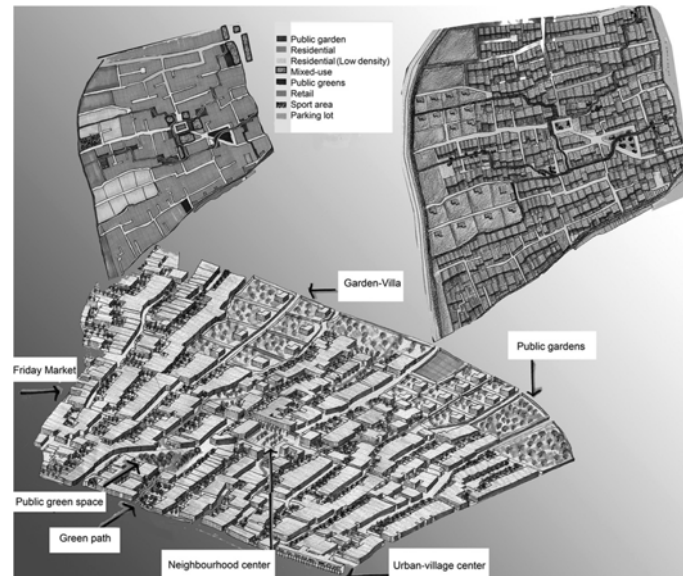 Public garden
Residential
Residential (Low density)
Mixed-use
Public greens
Retail
Sport area
Parking lot
Garden-Villa
Public gardens
Friday Market
Public green space
Green path
Neighbourhood center
Urban-village center